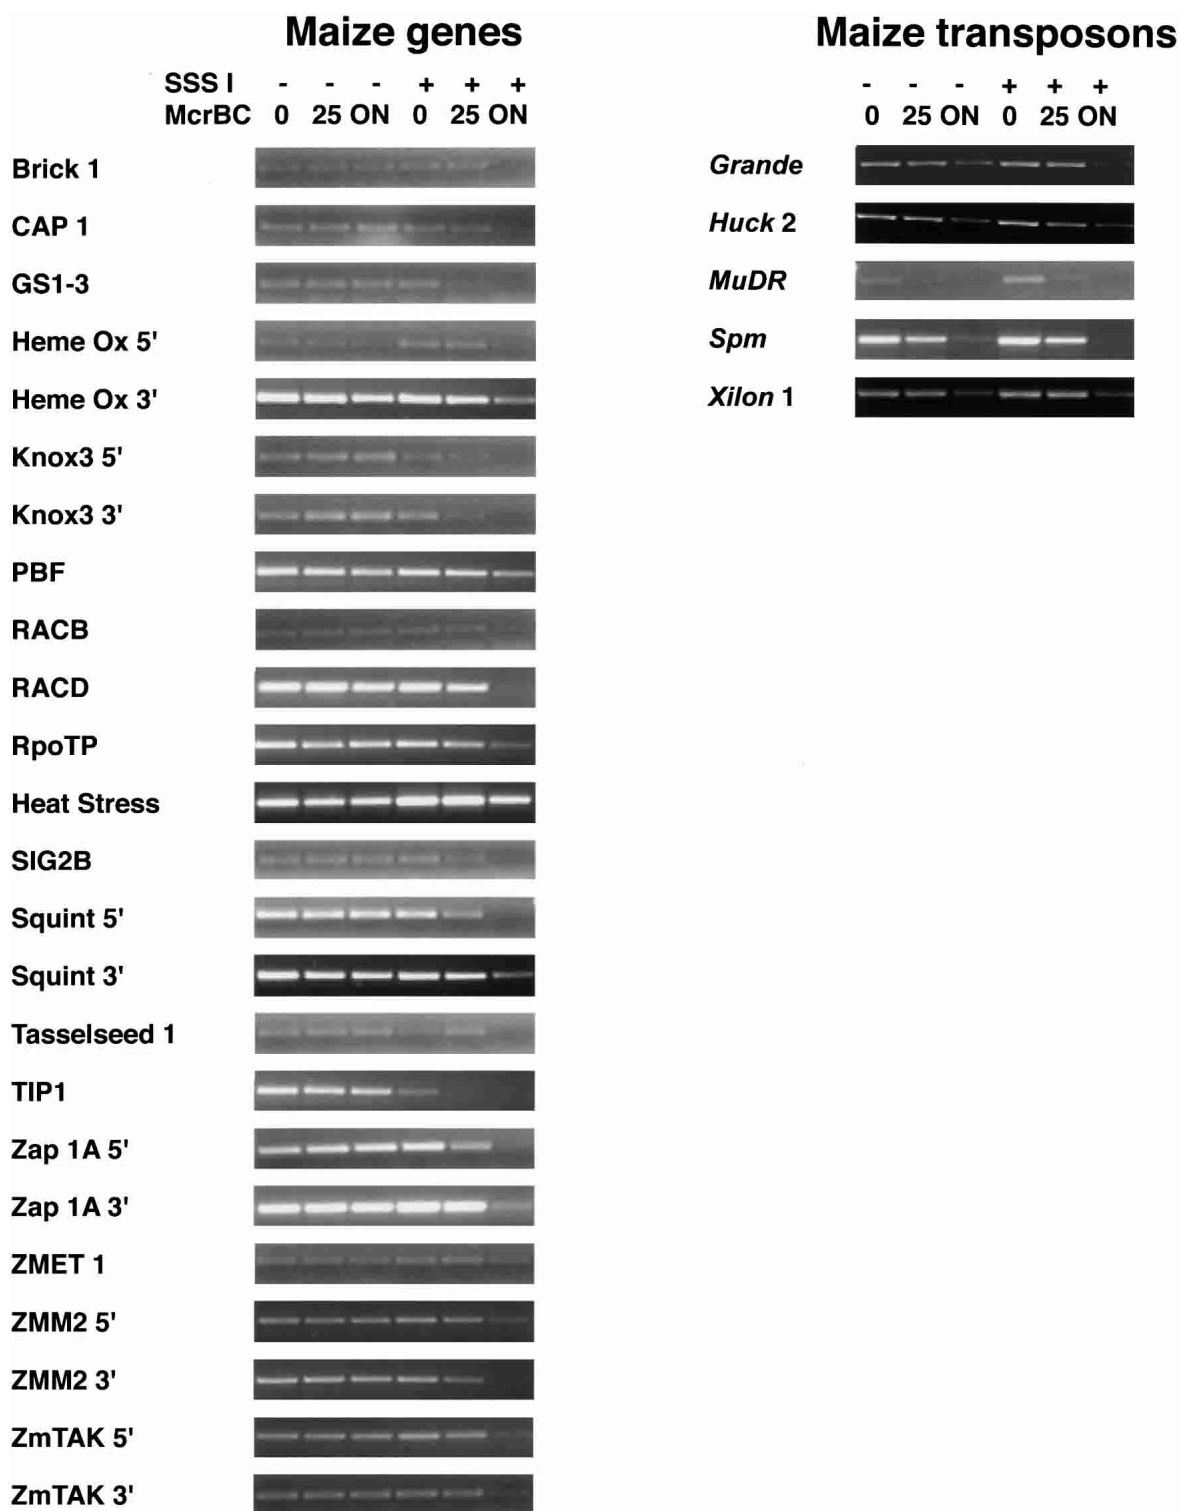 Maize genes
SSS I - - - + + +
McrBC 0 25 ON 0 25 ON
Brick 1
CAP 1
GS1-3
Heme Ox 5'
Heme Ox 3'
Knox3 5'
Knox3 3'
PBF
RACB
RACD
RpoTP
Heat Stress
SIG2B
Squint 5'
Squint 3'
Tasselseed 1
TIP1
Zap 1A 5'
Zap 1A 3'
ZMET 1
ZMM2 5'
ZMM2 3'
ZmTAK 5'
ZmTAK 3'
Maize transposons
- - - + + +
0 25 ON 0 25 ON
Grande
Huck 2
MuDR
Spm
Xilon 1